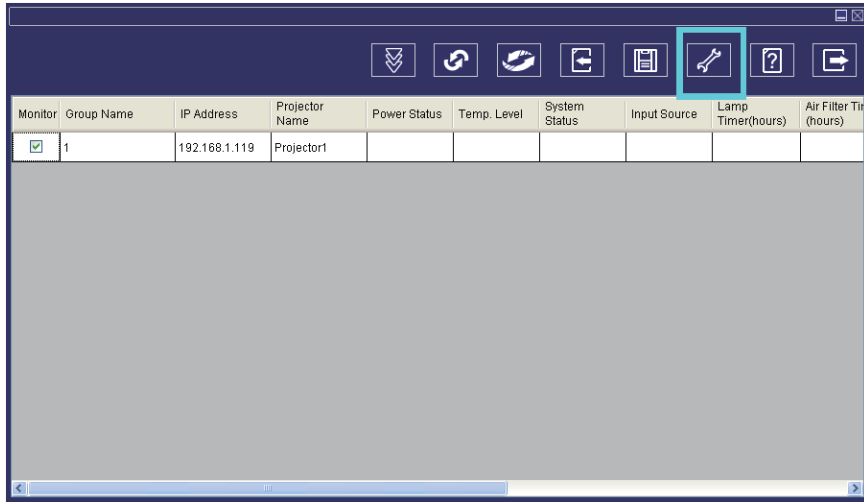 Monitor Group Name IP Address Projector Name Power Status Temp. Level System Status Input Source Lamp Timer(hours) Air Filter Tir (hours)
1 192.168.1.119 Projector1